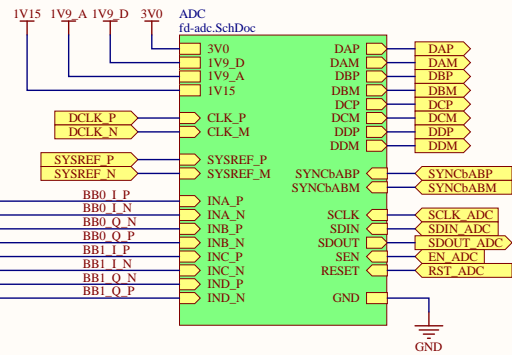 1V15 1V9_A 1V9_D 3V0 ADC
fd-adc.SchDoc
3V0 DAP DAP
1V9_D DAM DAM
1V9_A DBP DBP
1V15 DBM DBM
DCP DCP
DCLK_P CLK_P DCM DCM
DCLK_N CLK_M DDP DDP
DDM DDM
SYSREF_P SYSREF_P
SYSREF_N SYSREF_M SYNCbABP SYNCbABP
SYNCbABM SYNCbABM
BB0_I_P INA_P
BB0_I_N INA_N SCLK SCLK_ADC
BB0_Q_N INB_P SDIN SDIN_ADC
BB0_Q_P INB_N SDOUT SDOUT_ADC
BB1_I_P INC_P SEN EN_ADC
BB1_I_N INC_N RESET RST_ADC
BB1_Q_N IND_P
BB1_Q_P IND_N GND
GND